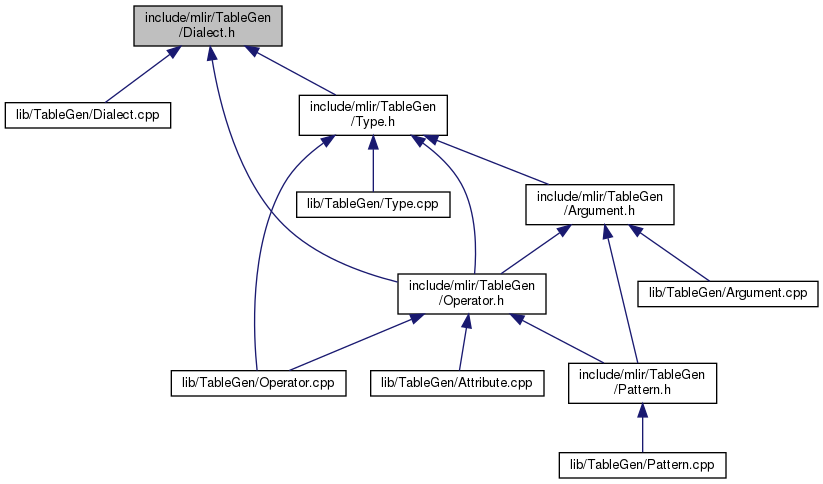 include/mlir/TableGen
/Dialect.h
lib/TableGen/Dialect.cpp
include/mlir/TableGen
/Type.h
lib/TableGen/Type.cpp
include/mlir/TableGen
/Argument.h
include/mlir/TableGen
/Operator.h
lib/TableGen/Argument.cpp
lib/TableGen/Operator.cpp
lib/TableGen/Attribute.cpp
include/mlir/TableGen
/Pattern.h
lib/TableGen/Pattern.cpp